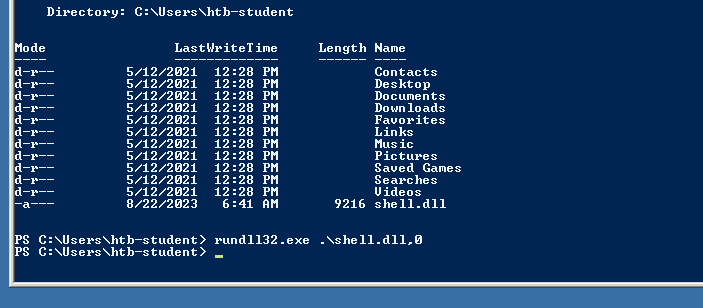 Directory: C:\Users\htb-student
Mode LastWriteTime Length Name
---- ------------- ------ ----
d-r-- 5/12/2021 12:28 PM Contacts
d-r-- 5/12/2021 12:28 PM Desktop
d-r-- 5/12/2021 12:28 PM Documents
d-r-- 5/12/2021 12:28 PM Downloads
d-r-- 5/12/2021 12:28 PM Favorites
d-r-- 5/12/2021 12:28 PM Links
d-r-- 5/12/2021 12:28 PM Music
d-r-- 5/12/2021 12:28 PM Pictures
d-r-- 5/12/2021 12:28 PM Saved Games
d-r-- 5/12/2021 12:28 PM Searches
d-r-- 5/12/2021 12:28 PM Videos
-a--- 8/22/2023 6:41 AM 9216 shell.dll
PS C:\Users\htb-student> rundll32.exe .\shell.dll,0
PS C:\Users\htb-student> _